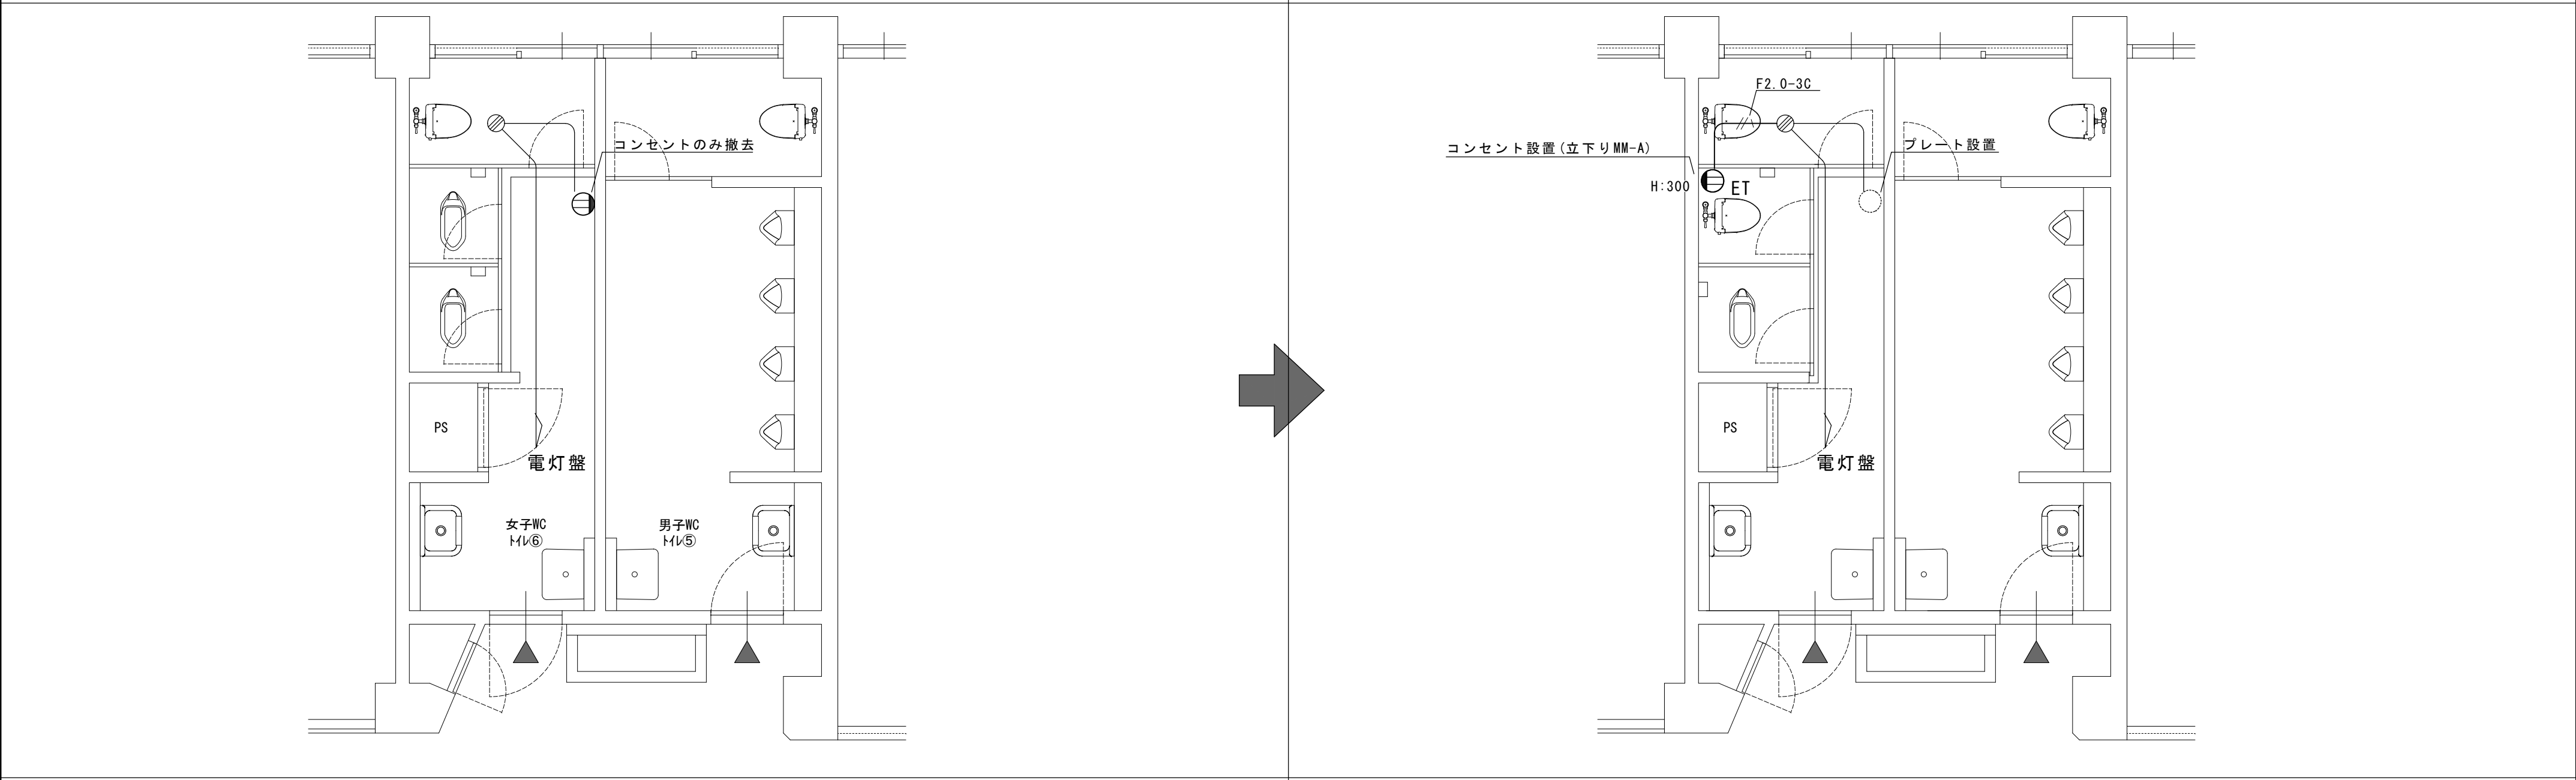 コンセントのみ撤去
PS
電灯盤
女子WC
ﾄｲﾚ⑥
男子WC
ﾄｲﾚ⑤
F2.0-3C
コンセント設置(立下りMM-A)
プレート設置
H:300
ET
PS
電灯盤